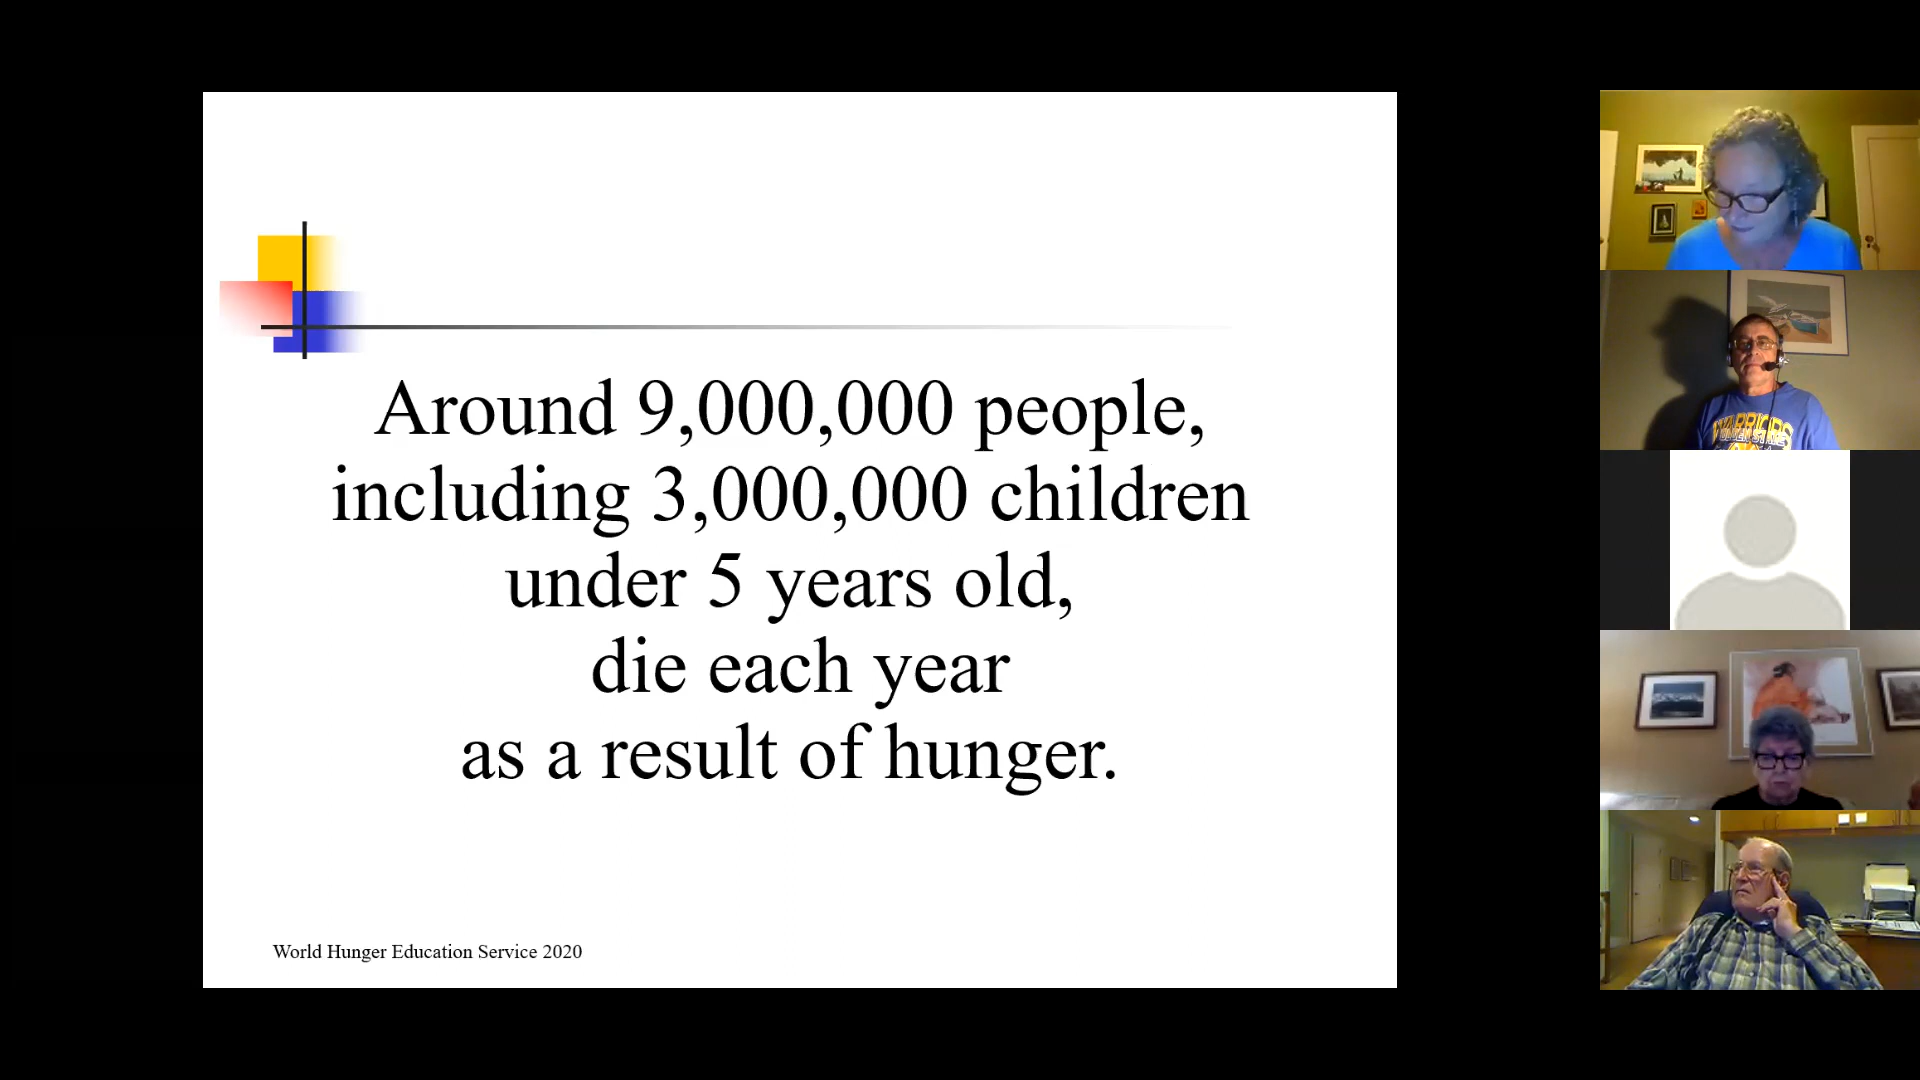 Around 9,000,000 people,
including 3,000,000 children
under 5 years old,
die each year
as a result of hunger.
World Hunger Education Service 2020
WARRIORS